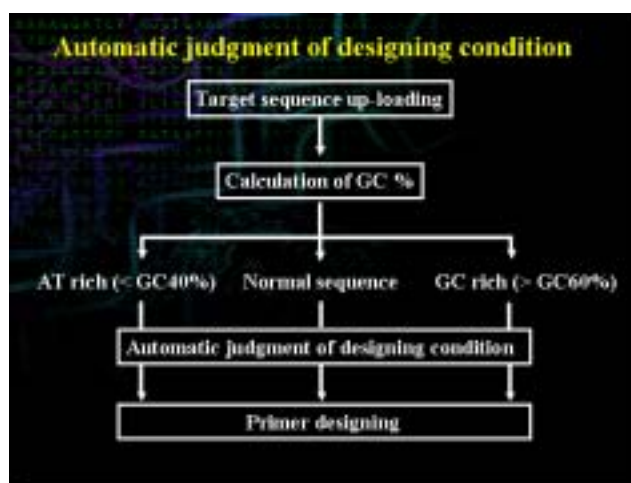 Automatic judgment of designing condition
Target sequence up-loading
Calculation of GC %
AT rich (< GC40%) Normal sequence GC rich (> GC60%)
Automatic judgment of designing condition
Primer designing